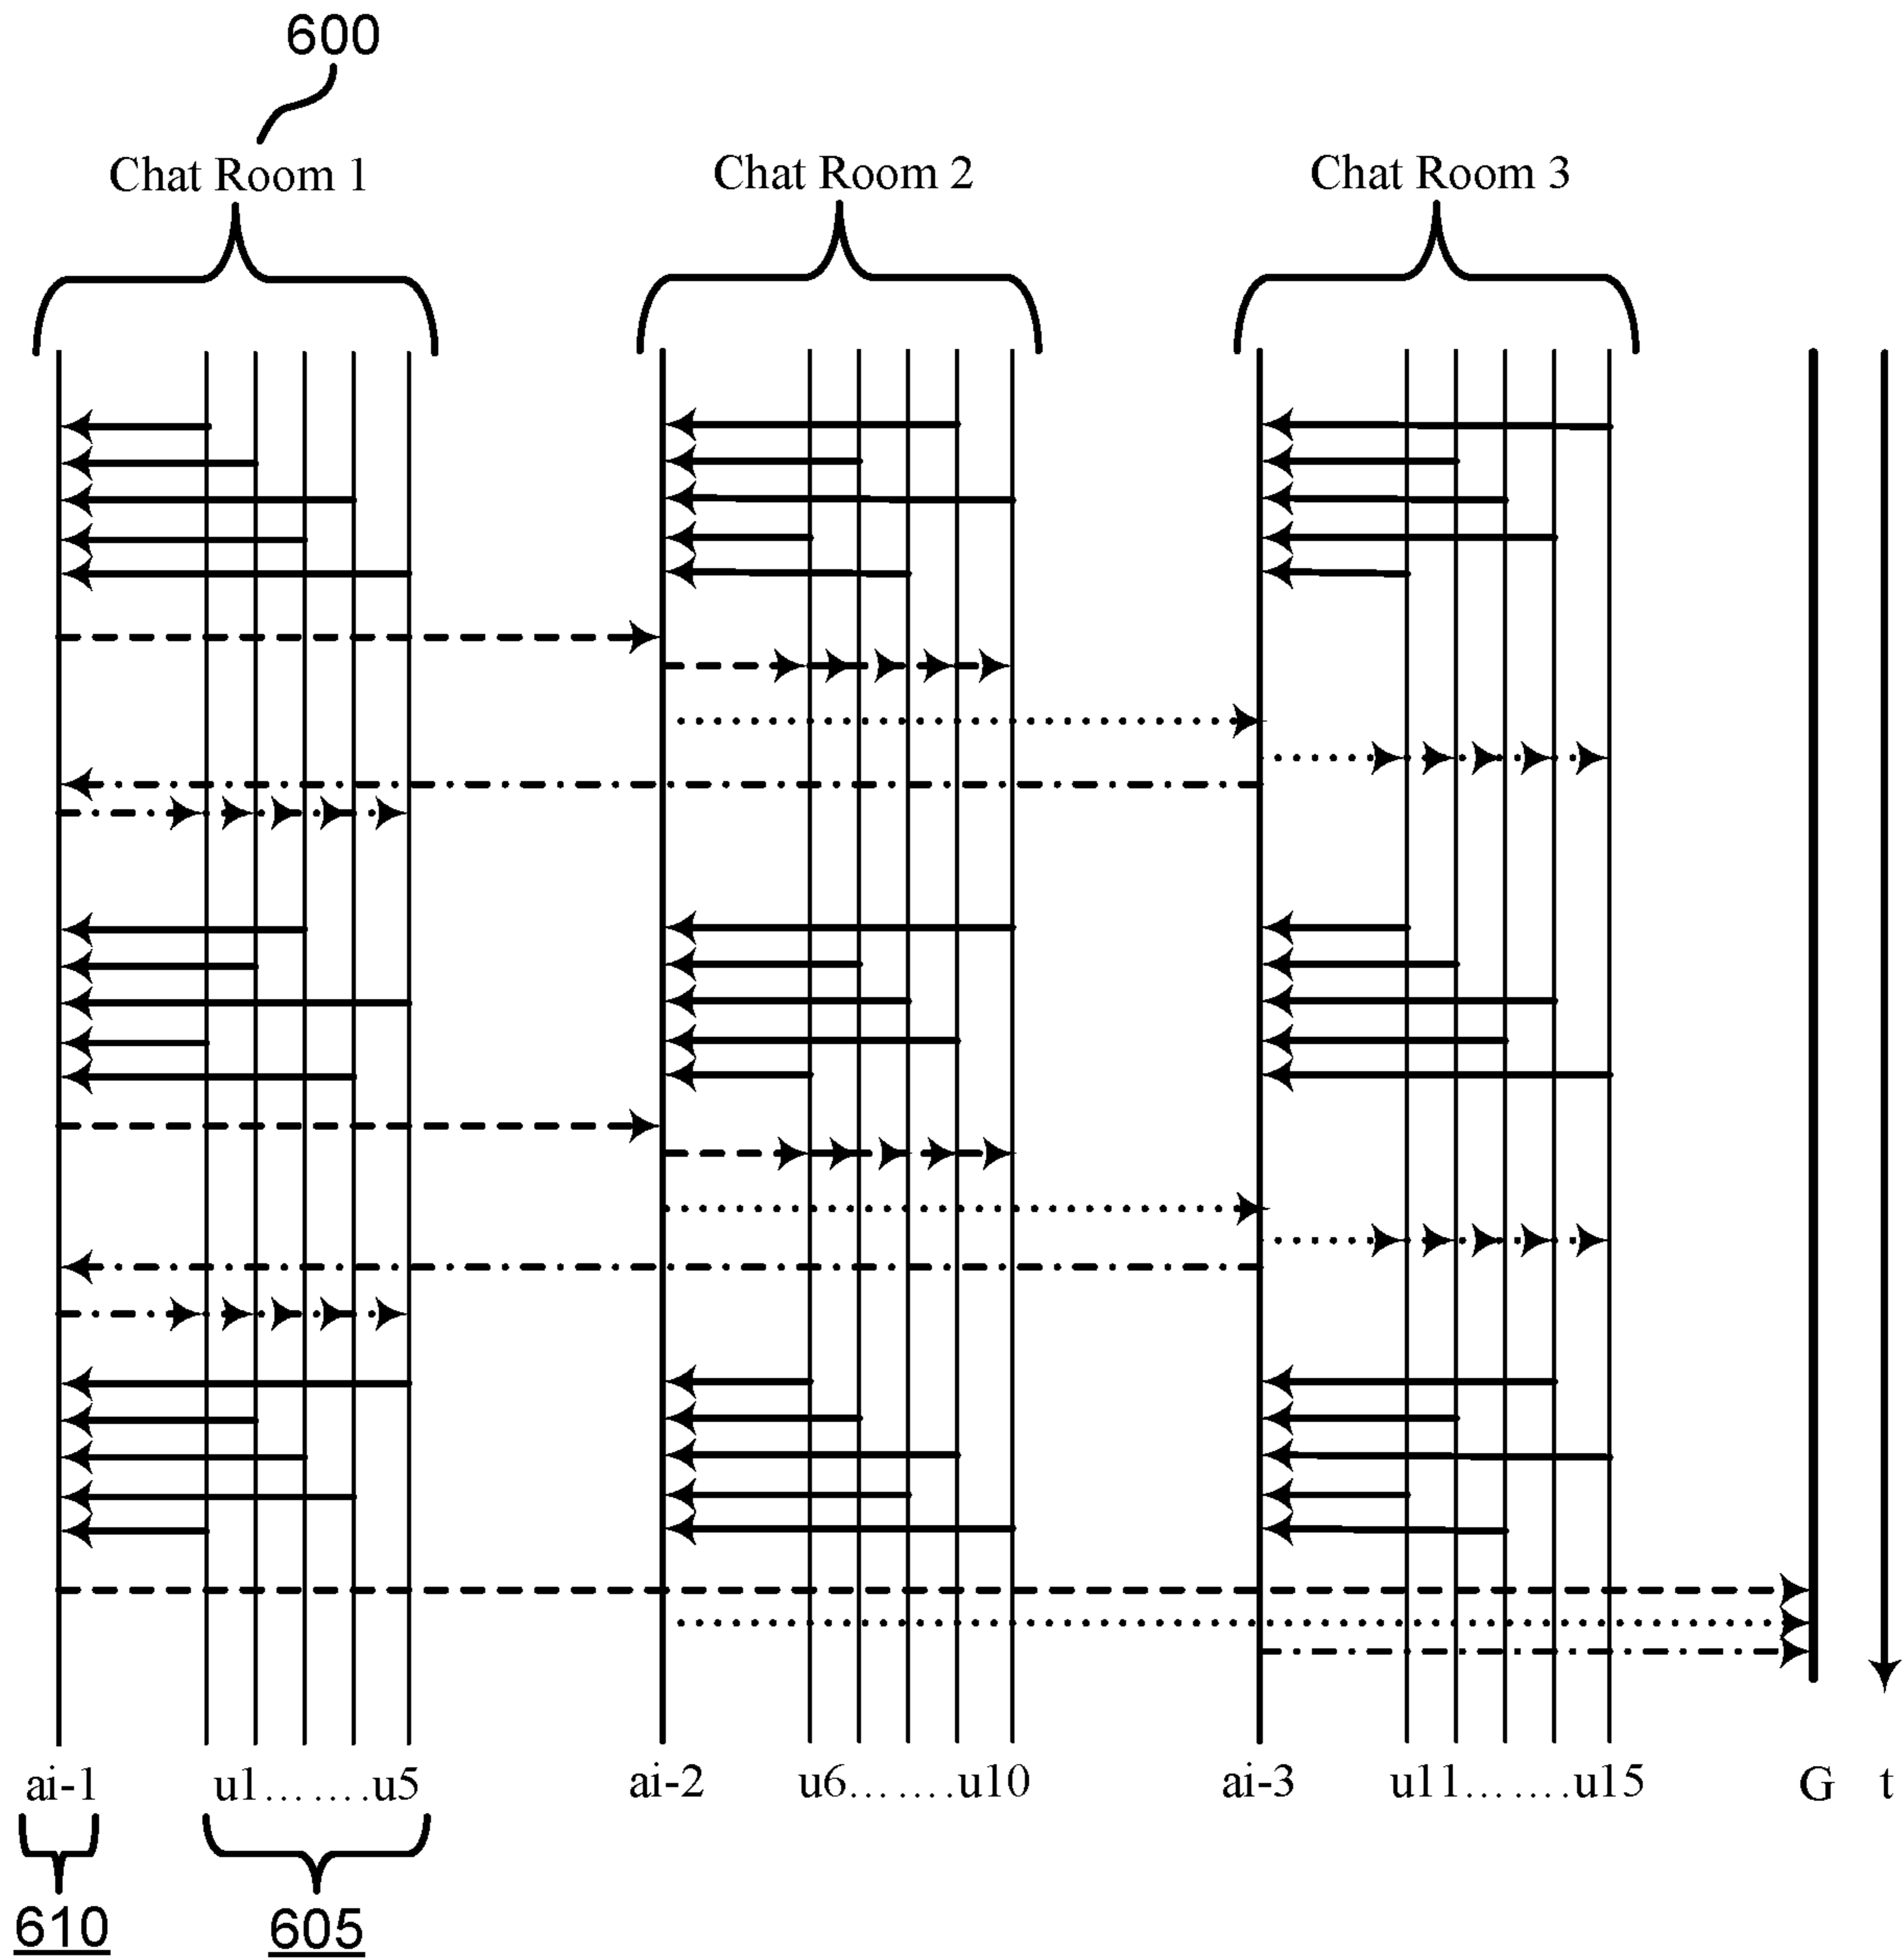 600
Chat Room 1 Chat Room 2 Chat Room 3
ai-1 u1.......u5 ai-2 u6.......u10 ai-3 u11.......u15 G t
610 605